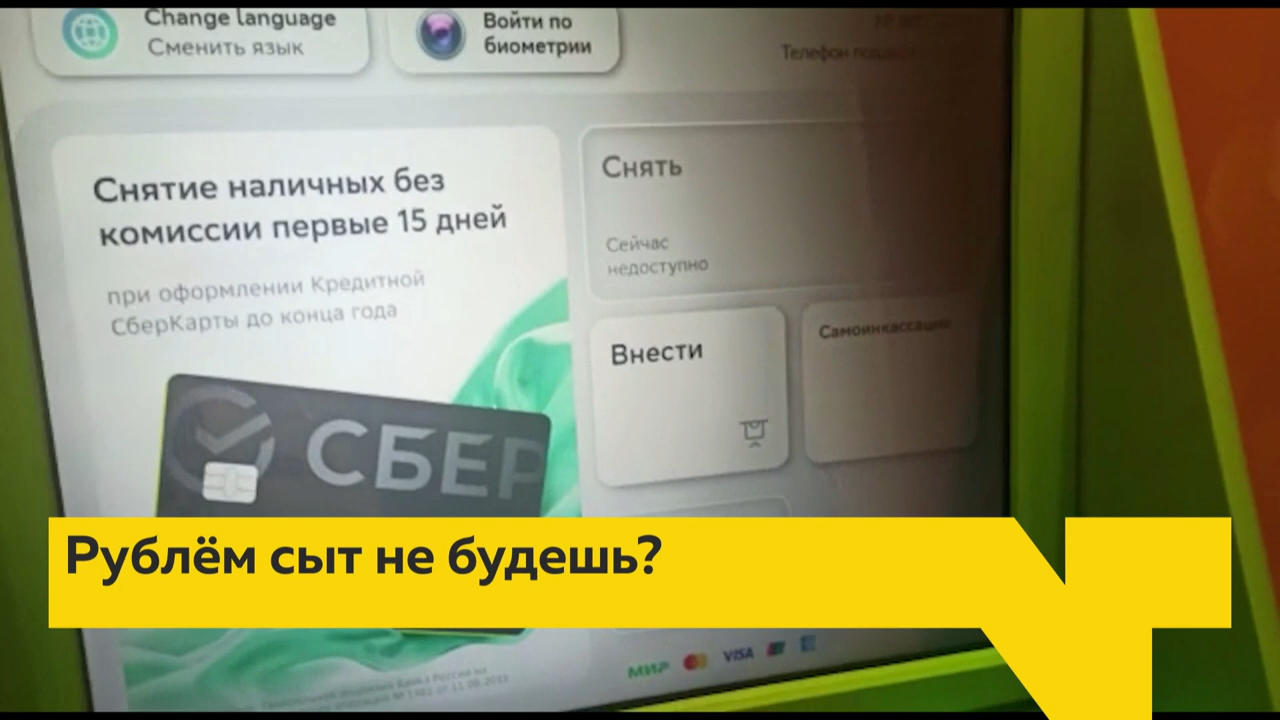 Change language
Сменить язык
Войти по
биометрии
Телефон
Снятие наличных без
комиссии первые 15 дней
при оформлении Кредитной
СберКарты до конца года
СБЕР
Снять
Сейчас
недоступно
Внести
Самоинкассация
Рублём сыт не будешь?
МИР
VISA